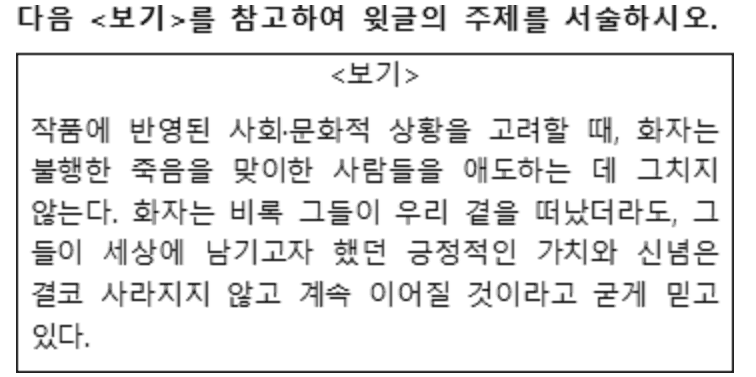 다음 <보기>를 참고하여 윗글의 주제를 서술하시오.
<보기>
작품에 반영된 사회·문화적 상황을 고려할 때, 화자는
불행한 죽음을 맞이한 사람들을 애도하는 데 그치지
않는다. 화자는 비록 그들이 우리 곁을 떠났더라도, 그
들이 세상에 남기고자 했던 긍정적인 가치와 신념은
결코 사라지지 않고 계속 이어질 것이라고 굳게 믿고
있다.